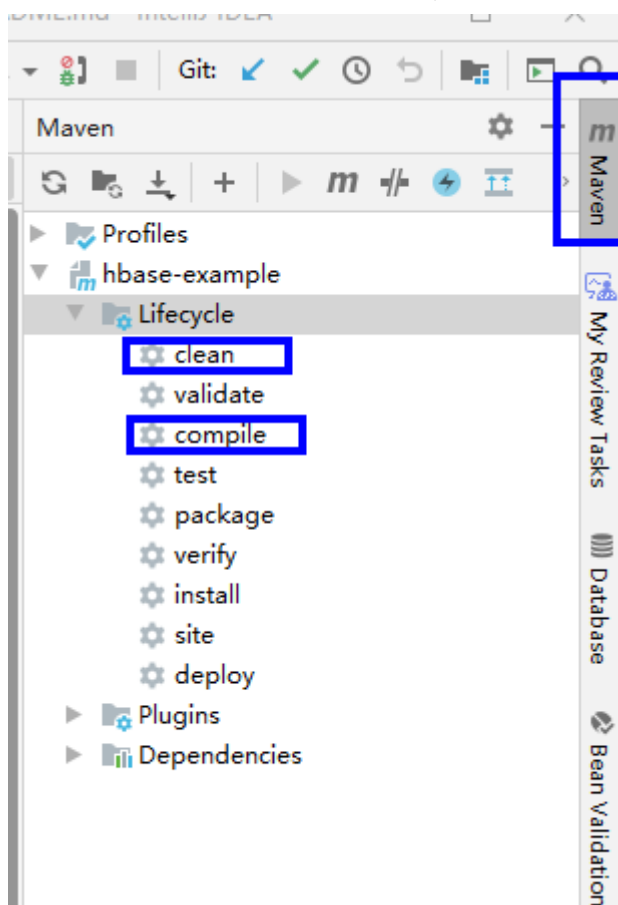 Git:
Maven
m
Profiles
hbase-example
Lifecycle
clean
validate
compile
test
package
verify
install
site
deploy
Plugins
Dependencies
m Maven
My Review Tasks
Database
Bean Validation